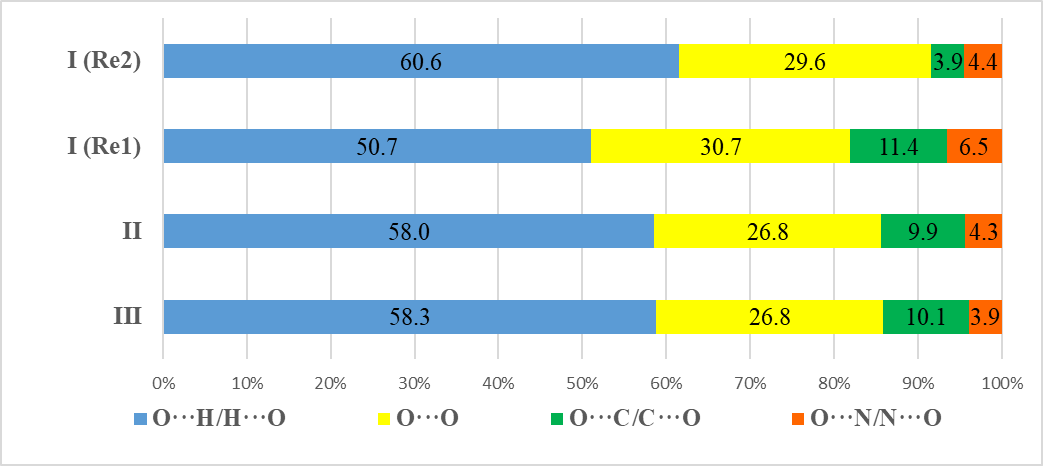 I (Re2) 60.6 29.6 3.9 4.4
I (Re1) 50.7 30.7 11.4 6.5
II 58.0 26.8 9.9 4.3
III 58.3 26.8 10.1 3.9
0% 10% 20% 30% 40% 50% 60% 70% 80% 90% 100%
O···H/H···O O···O O···C/C···O O···N/N···O